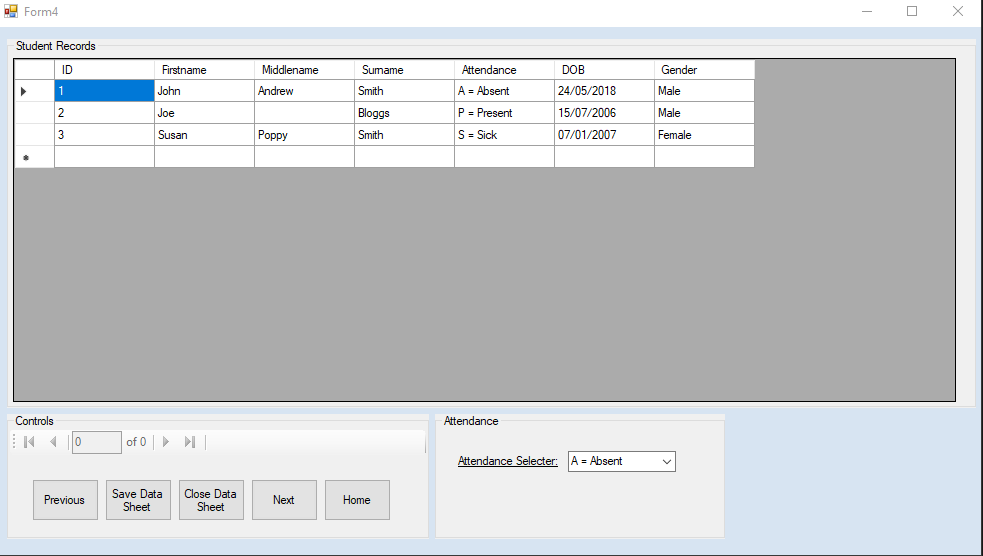 Form4
Student Records
ID Firstname Middlename Surname Attendance DOB Gender
1 John Andrew Smith A = Absent 24/05/2018 Male
2 Joe Bloggs P = Present 15/07/2006 Male
3 Susan Poppy Smith S = Sick 07/01/2007 Female
Controls
0 of 0
Previous
Save Data
Sheet
Close Data
Sheet
Next
Home
Attendance
Attendance Selecter: A = Absent